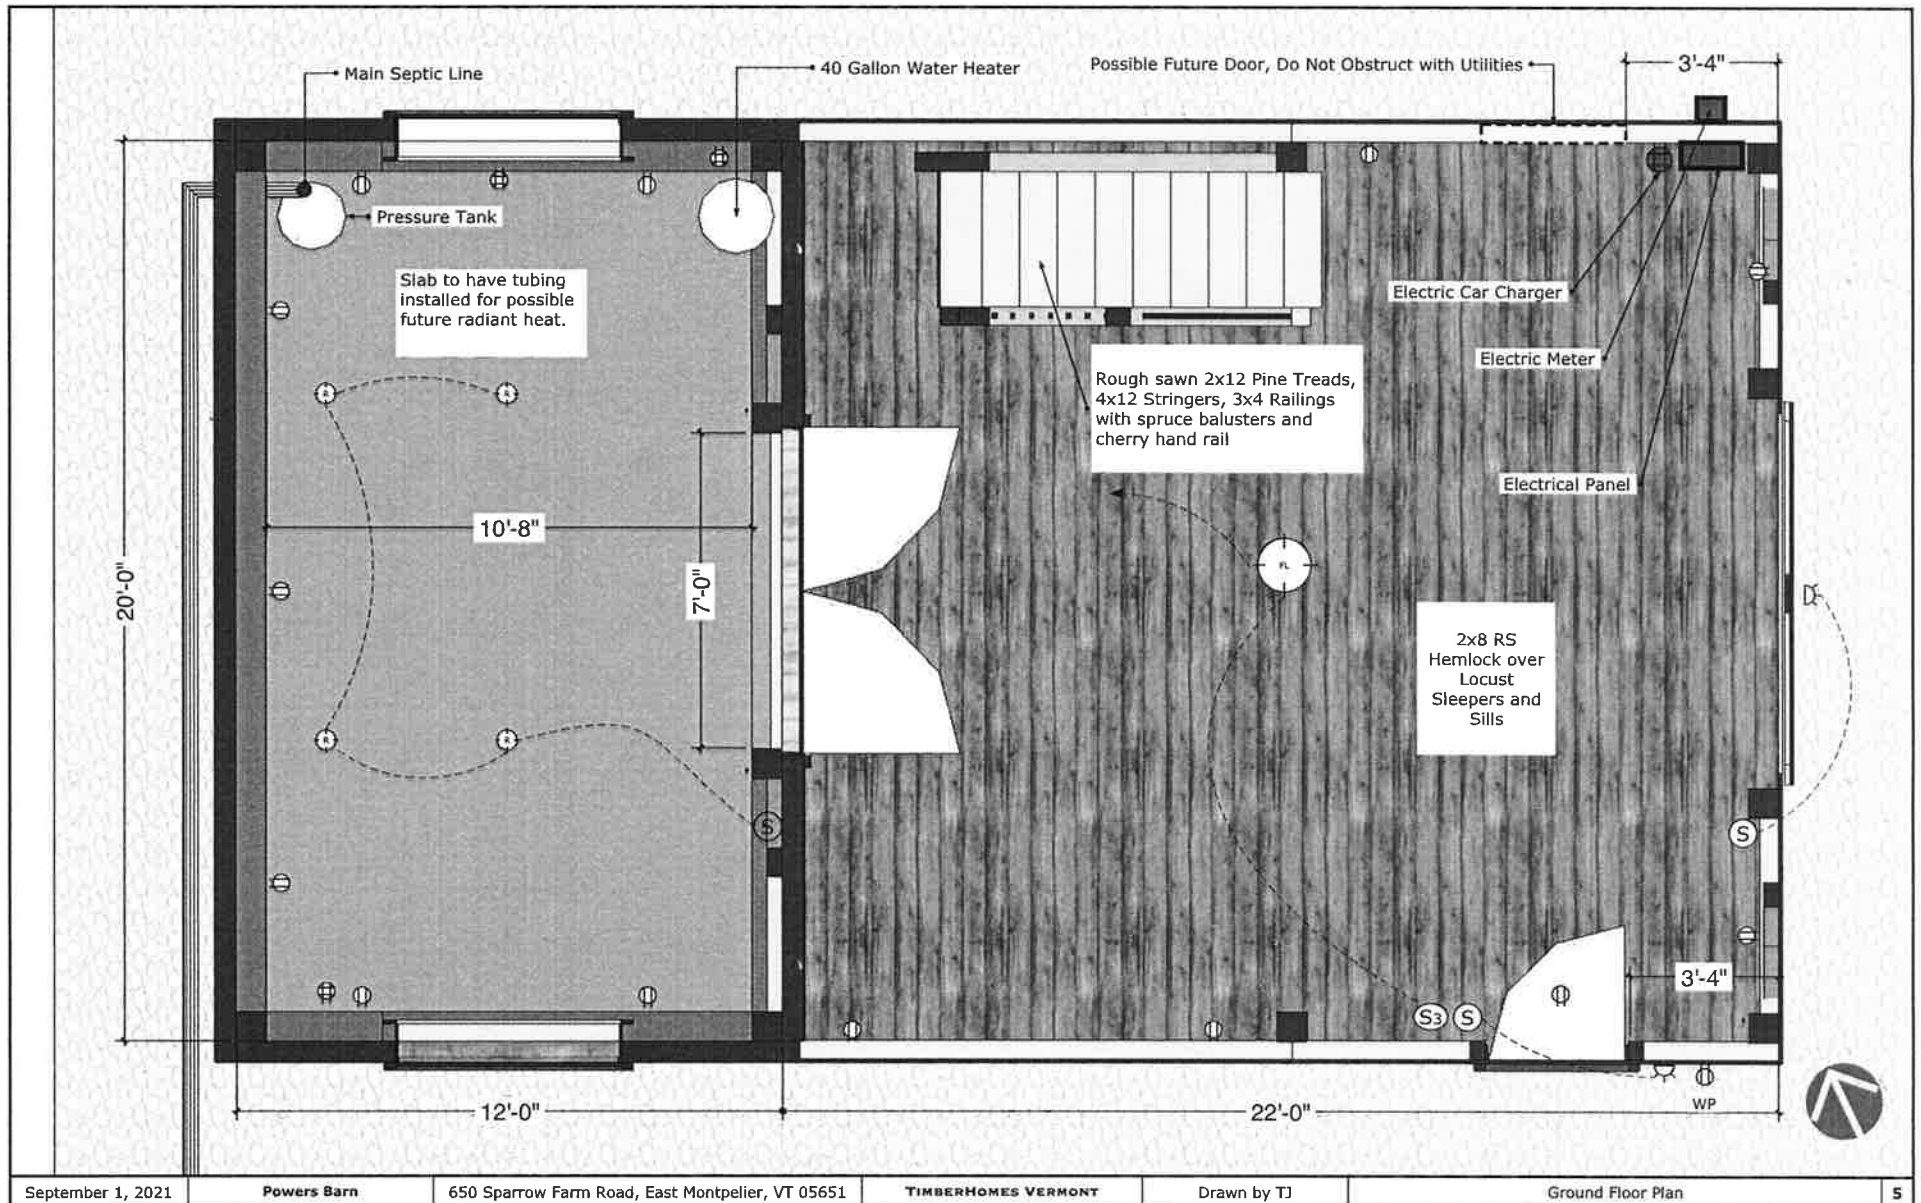 Main Septic Line
40 Gallon Water Heater
Possible Future Door, Do Not Obstruct with Utilities
3'-4"
Pressure Tank
Slab to have tubing
installed for possible
future radiant heat.
Electric Car Charger
Electric Meter
Rough sawn 2x12 Pine Treads,
4x12 Stringers, 3x4 Railings
with spruce balusters and
cherry hand rail
Electrical Panel
R
R
10'-8"
7'-0"
20'-0"
FL
2x8 RS
Hemlock over
Locust
Sleepers and
Sills
R
R
S
S
3'-4"
S3
S
WP
12'-0"
22'-0"
September 1, 2021
Powers Barn
650 Sparrow Farm Road, East Montpelier, VT 05651
TIMBERHOMES VERMONT
Drawn by TJ
Ground Floor Plan
5